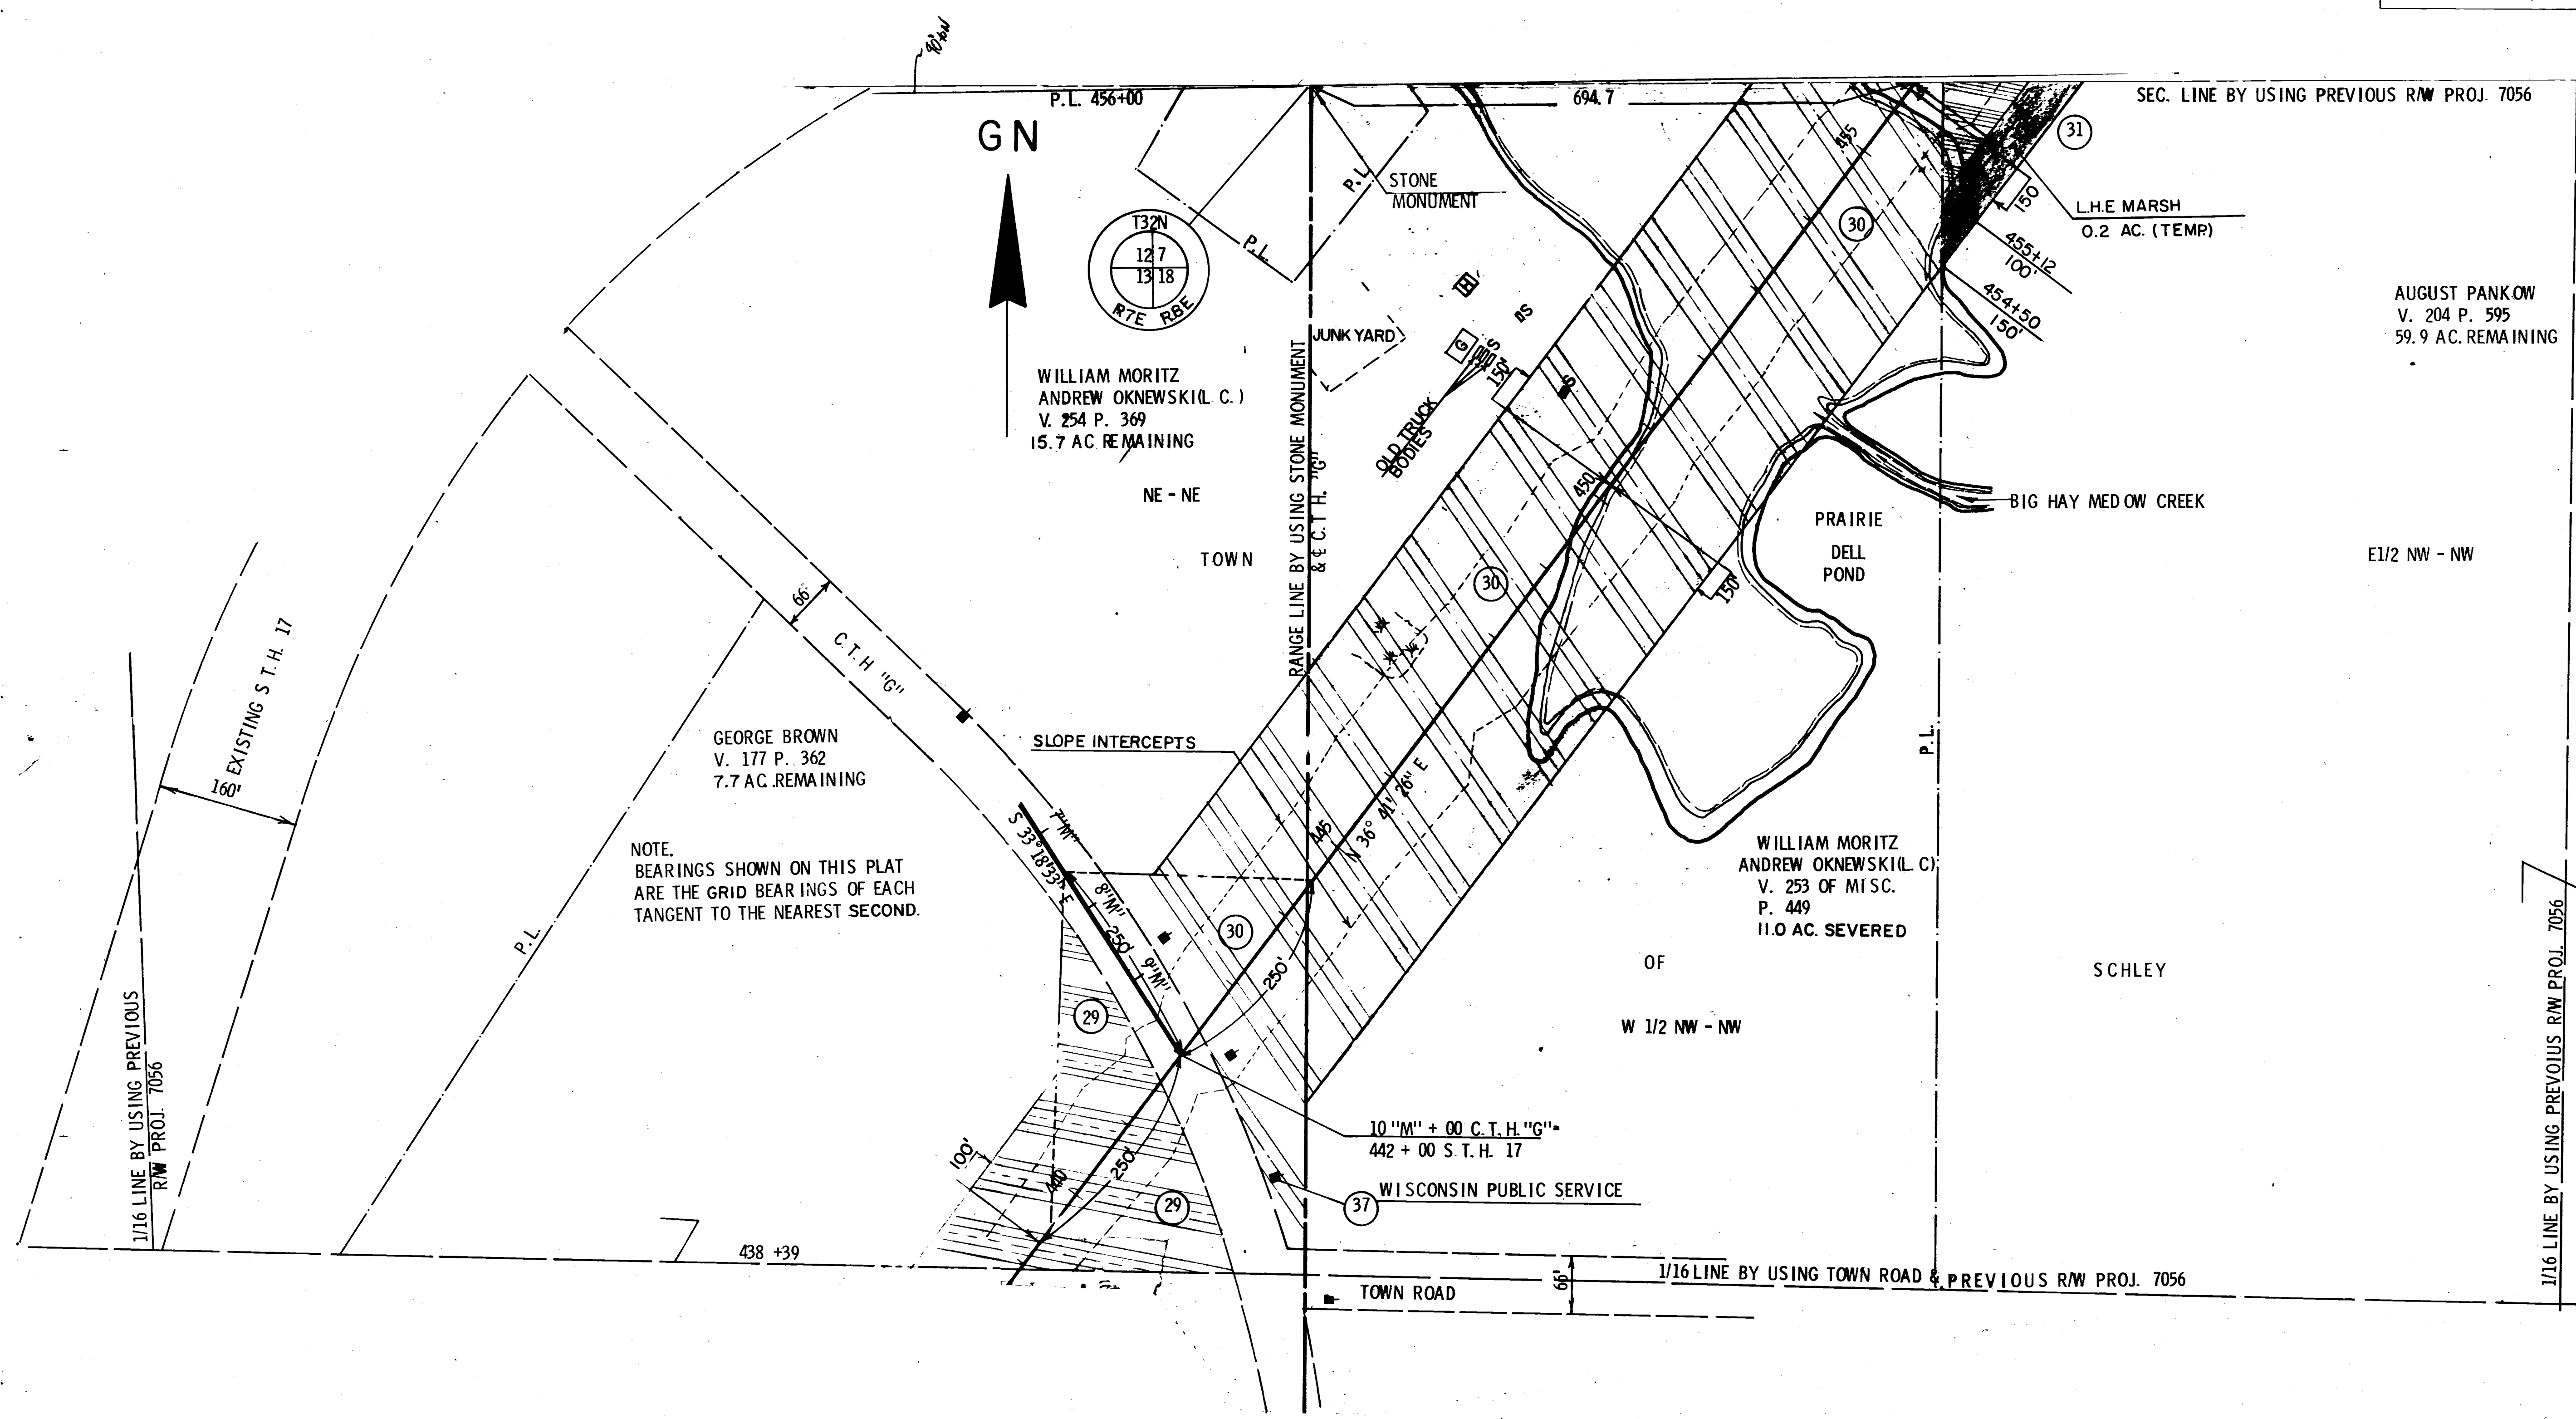 P.L. 456+00
694.7
SEC. LINE BY USING PREVIOUS R/W PROJ. 7056
GN
T32N
12 7
13 18
R7E R8E
STONE
MONUMENT
P.L.
P.L.
455
31
30
150
L.H.E MARSH
0.2 AC. (TEMP.)
455+12
100'
454+50
150'
AUGUST PANKOW
V. 204 P. 595
59.9 AC. REMAINING
JUNK YARD
H
S
G
S
S
150'
OLD TRUCK
BODIES
WILLIAM MORITZ
ANDREW OKNEWSKI(L. C.)
V. 254 P. 369
15.7 AC REMAINING
NE - NE
TOWN
RANGE LINE BY USING STONE MONUMENT
& ℄ C.T.H. "G"
450
30
150'
PRAIRIE
DELL
POND
BIG HAY MEDOW CREEK
E1/2 NW - NW
66'
C.T.H "G"
EXISTING S.T.H. 17
160'
GEORGE BROWN
V. 177 P. 362
7.7 AC. REMAINING
SLOPE INTERCEPTS
NOTE.
BEARINGS SHOWN ON THIS PLAT
ARE THE GRID BEARINGS OF EACH
TANGENT TO THE NEAREST SECOND.
P.L.
7"M"
S 33° 18' 33" E
8"M"
250'
9"M"
445
N 36° 41' 26" E
30
250'
29
P.L.
WILLIAM MORITZ
ANDREW OKNEWSKI(L. C)
V. 253 OF MISC.
P. 449
11.0 AC. SEVERED
OF
SCHLEY
W 1/2 NW - NW
1/16 LINE BY USING PREVIOUS
R/W PROJ. 7056
10 "M" + 00 C.T.H. "G"=
442 + 00 S.T.H. 17
37
WISCONSIN PUBLIC SERVICE
100'
440
250'
29
438 +39
TOWN ROAD
66'
1/16 LINE BY USING TOWN ROAD & PREVIOUS R/W PROJ. 7056
1/16 LINE BY USING PREVOIUS R/W PROJ. 7056